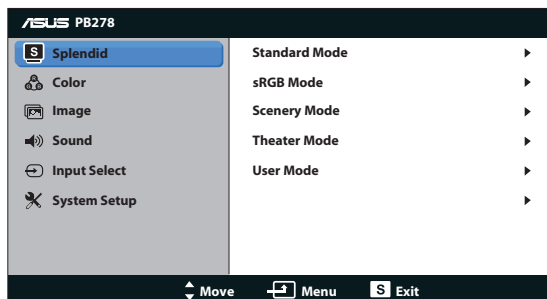 ASUS PB278
S Splendid
Color
Image
Sound
Input Select
System Setup
Standard Mode
sRGB Mode
Scenery Mode
Theater Mode
User Mode
Move Menu S Exit